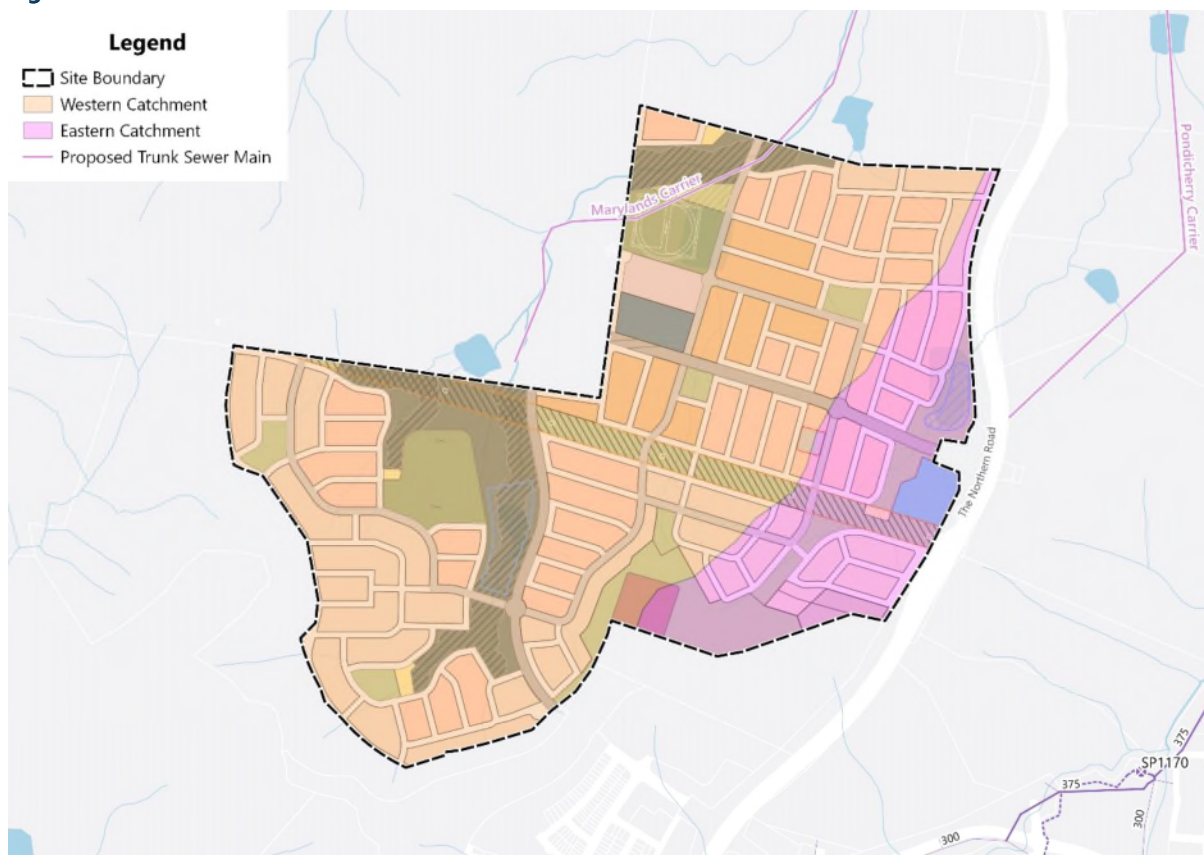 Legend
Site Boundary
Western Catchment
Eastern Catchment
Proposed Trunk Sewer Main
Marylands Carrier
Pondicherry Carrier
The Northern Road
375
SP1170
375
300
300